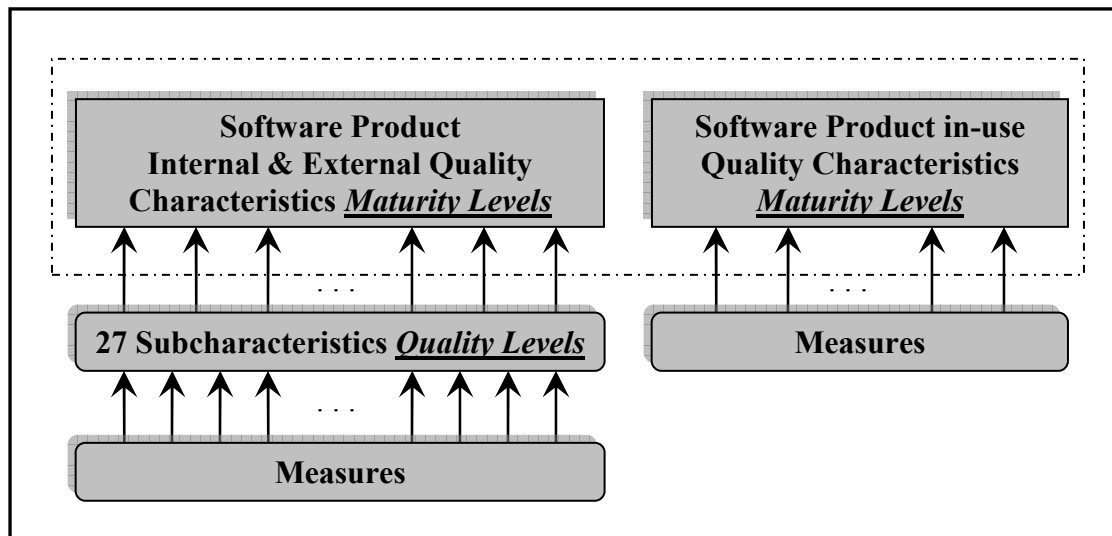 Software Product
Internal & External Quality
Characteristics Maturity Levels
Software Product in-use
Quality Characteristics
Maturity Levels
. . .
. . .
27 Subcharacteristics Quality Levels
Measures
. . .
Measures